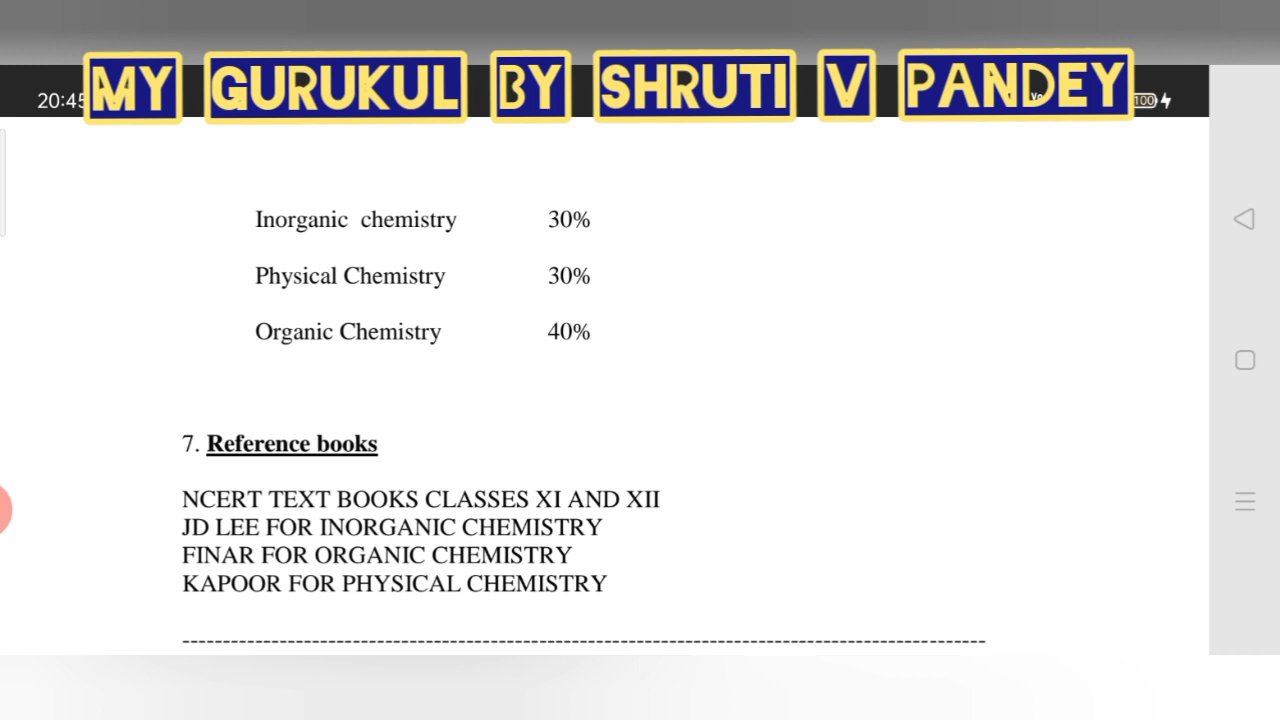 20:45
MY GURUKUL BY SHRUTI V PANDEY
100
Inorganic chemistry 30%
Physical Chemistry 30%
Organic Chemistry 40%
7. Reference books
NCERT TEXT BOOKS CLASSES XI AND XII
JD LEE FOR INORGANIC CHEMISTRY
FINAR FOR ORGANIC CHEMISTRY
KAPOOR FOR PHYSICAL CHEMISTRY